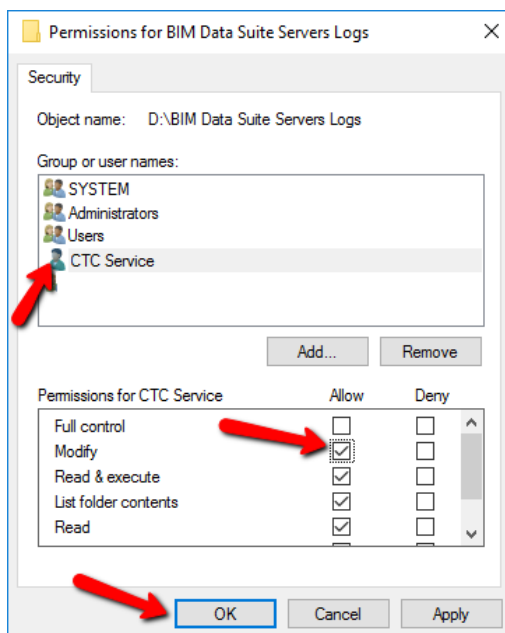 Permissions for BIM Data Suite Servers Logs
Security
Object name: D:\BIM Data Suite Servers Logs
Group or user names:
SYSTEM
Administrators
Users
CTC Service
Add... Remove
Permissions for CTC Service Allow Deny
Full control
Modify
Read & execute
List folder contents
Read
OK Cancel Apply